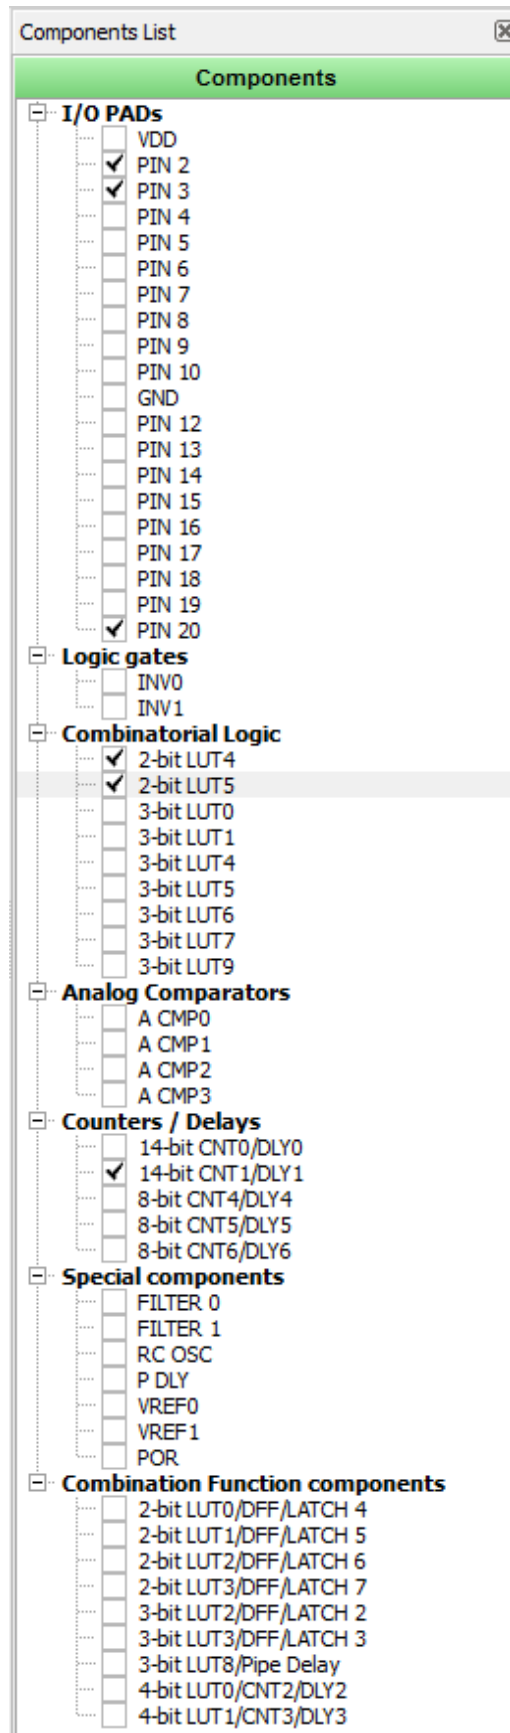 Components List
Components
I/O PADs
VDD
PIN 2
PIN 3
PIN 4
PIN 5
PIN 6
PIN 7
PIN 8
PIN 9
PIN 10
GND
PIN 12
PIN 13
PIN 14
PIN 15
PIN 16
PIN 17
PIN 18
PIN 19
PIN 20
Logic gates
INV0
INV1
Combinatorial Logic
2-bit LUT4
2-bit LUT5
3-bit LUT0
3-bit LUT1
3-bit LUT4
3-bit LUT5
3-bit LUT6
3-bit LUT7
3-bit LUT9
Analog Comparators
A CMP0
A CMP1
A CMP2
A CMP3
Counters / Delays
14-bit CNT0/DLY0
14-bit CNT1/DLY1
8-bit CNT4/DLY4
8-bit CNT5/DLY5
8-bit CNT6/DLY6
Special components
FILTER 0
FILTER 1
RC OSC
P DLY
VREF0
VREF1
POR
Combination Function components
2-bit LUT0/DFF/LATCH 4
2-bit LUT1/DFF/LATCH 5
2-bit LUT2/DFF/LATCH 6
2-bit LUT3/DFF/LATCH 7
3-bit LUT2/DFF/LATCH 2
3-bit LUT3/DFF/LATCH 3
3-bit LUT8/Pipe Delay
4-bit LUT0/CNT2/DLY2
4-bit LUT1/CNT3/DLY3